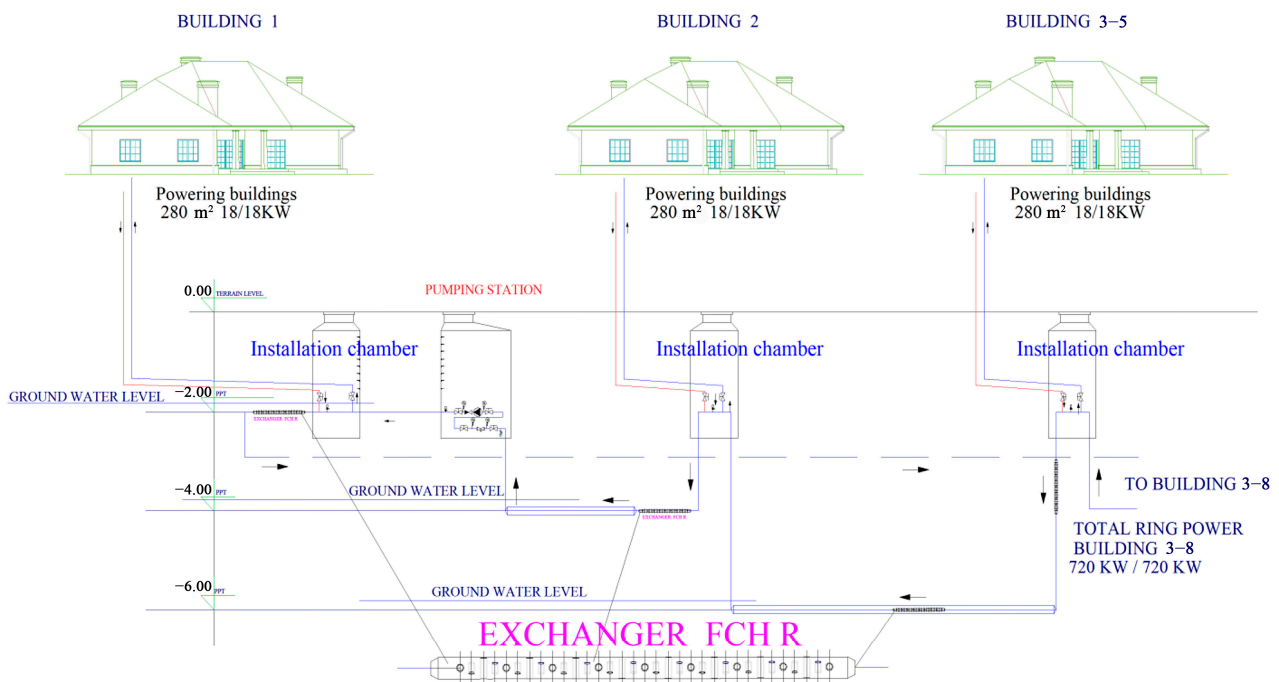 BUILDING 1
BUILDING 2
BUILDING 3-5
Powering buildings
280 m² 18/18KW
Powering buildings
280 m² 18/18KW
Powering buildings
280 m² 18/18KW
0.00 TERRAIN LEVEL
PUMPING STATION
Installation chamber
Installation chamber
Installation chamber
-2.00 PPT
GROUND WATER LEVEL
EXCHANGER FCH R
-4.00 PPT
GROUND WATER LEVEL
EXCHANGER FCH R
TO BUILDING 3-8
TOTAL RING POWER
BUILDING 3-8
720 KW / 720 KW
-6.00 PPT
GROUND WATER LEVEL
EXCHANGER FCH R